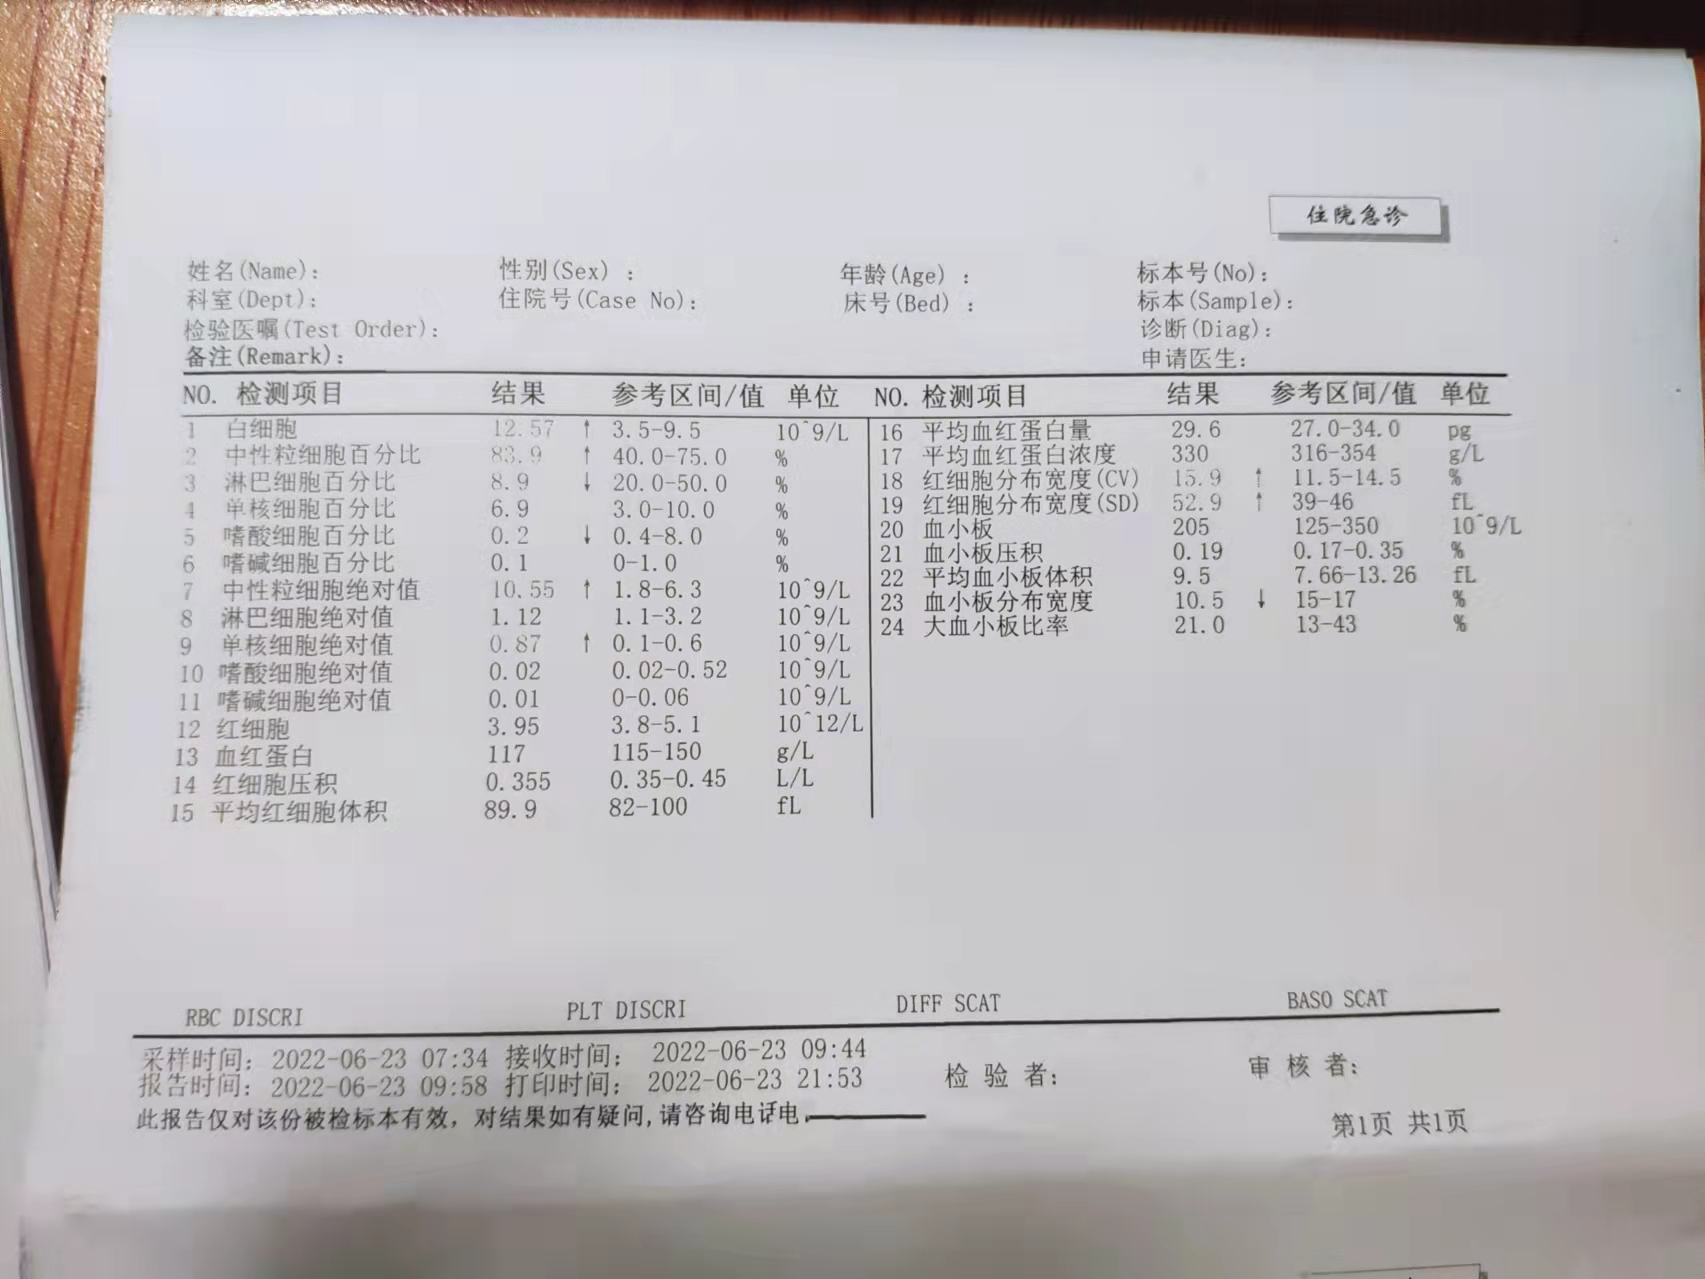 住院急诊
姓名(Name): 性别(Sex) : 年龄(Age) : 标本号(No):
科室(Dept): 住院号(Case No): 床号(Bed) : 标本(Sample):
检验医嘱(Test Order): 诊断(Diag):
备注(Remark): 申请医生:
NO. 检测项目 结果 参考区间/值 单位 NO. 检测项目 结果 参考区间/值 单位
1 白细胞 12.57 ↑ 3.5-9.5 10^9/L
2 中性粒细胞百分比 83.9 ↑ 40.0-75.0 %
3 淋巴细胞百分比 8.9 ↓ 20.0-50.0 %
4 单核细胞百分比 6.9 3.0-10.0 %
5 嗜酸细胞百分比 0.2 ↓ 0.4-8.0 %
6 嗜碱细胞百分比 0.1 0-1.0 %
7 中性粒细胞绝对值 10.55 ↑ 1.8-6.3 10^9/L
8 淋巴细胞绝对值 1.12 1.1-3.2 10^9/L
9 单核细胞绝对值 0.87 ↑ 0.1-0.6 10^9/L
10 嗜酸细胞绝对值 0.02 0.02-0.52 10^9/L
11 嗜碱细胞绝对值 0.01 0-0.06 10^9/L
12 红细胞 3.95 3.8-5.1 10^12/L
13 血红蛋白 117 115-150 g/L
14 红细胞压积 0.355 0.35-0.45 L/L
15 平均红细胞体积 89.9 82-100 fL
16 平均血红蛋白量 29.6 27.0-34.0 pg
17 平均血红蛋白浓度 330 316-354 g/L
18 红细胞分布宽度(CV) 15.9 ↑ 11.5-14.5 %
19 红细胞分布宽度(SD) 52.9 ↑ 39-46 fL
20 血小板 205 125-350 10^9/L
21 血小板压积 0.19 0.17-0.35 %
22 平均血小板体积 9.5 7.66-13.26 fL
23 血小板分布宽度 10.5 ↓ 15-17 %
24 大血小板比率 21.0 13-43 %
RBC DISCRI PLT DISCRI DIFF SCAT BASO SCAT
采样时间: 2022-06-23 07:34 接收时间: 2022-06-23 09:44
报告时间: 2022-06-23 09:58 打印时间: 2022-06-23 21:53 检 验 者: 审 核 者:
此报告仅对该份被检标本有效，对结果如有疑问,请咨询电话电
第1页 共1页